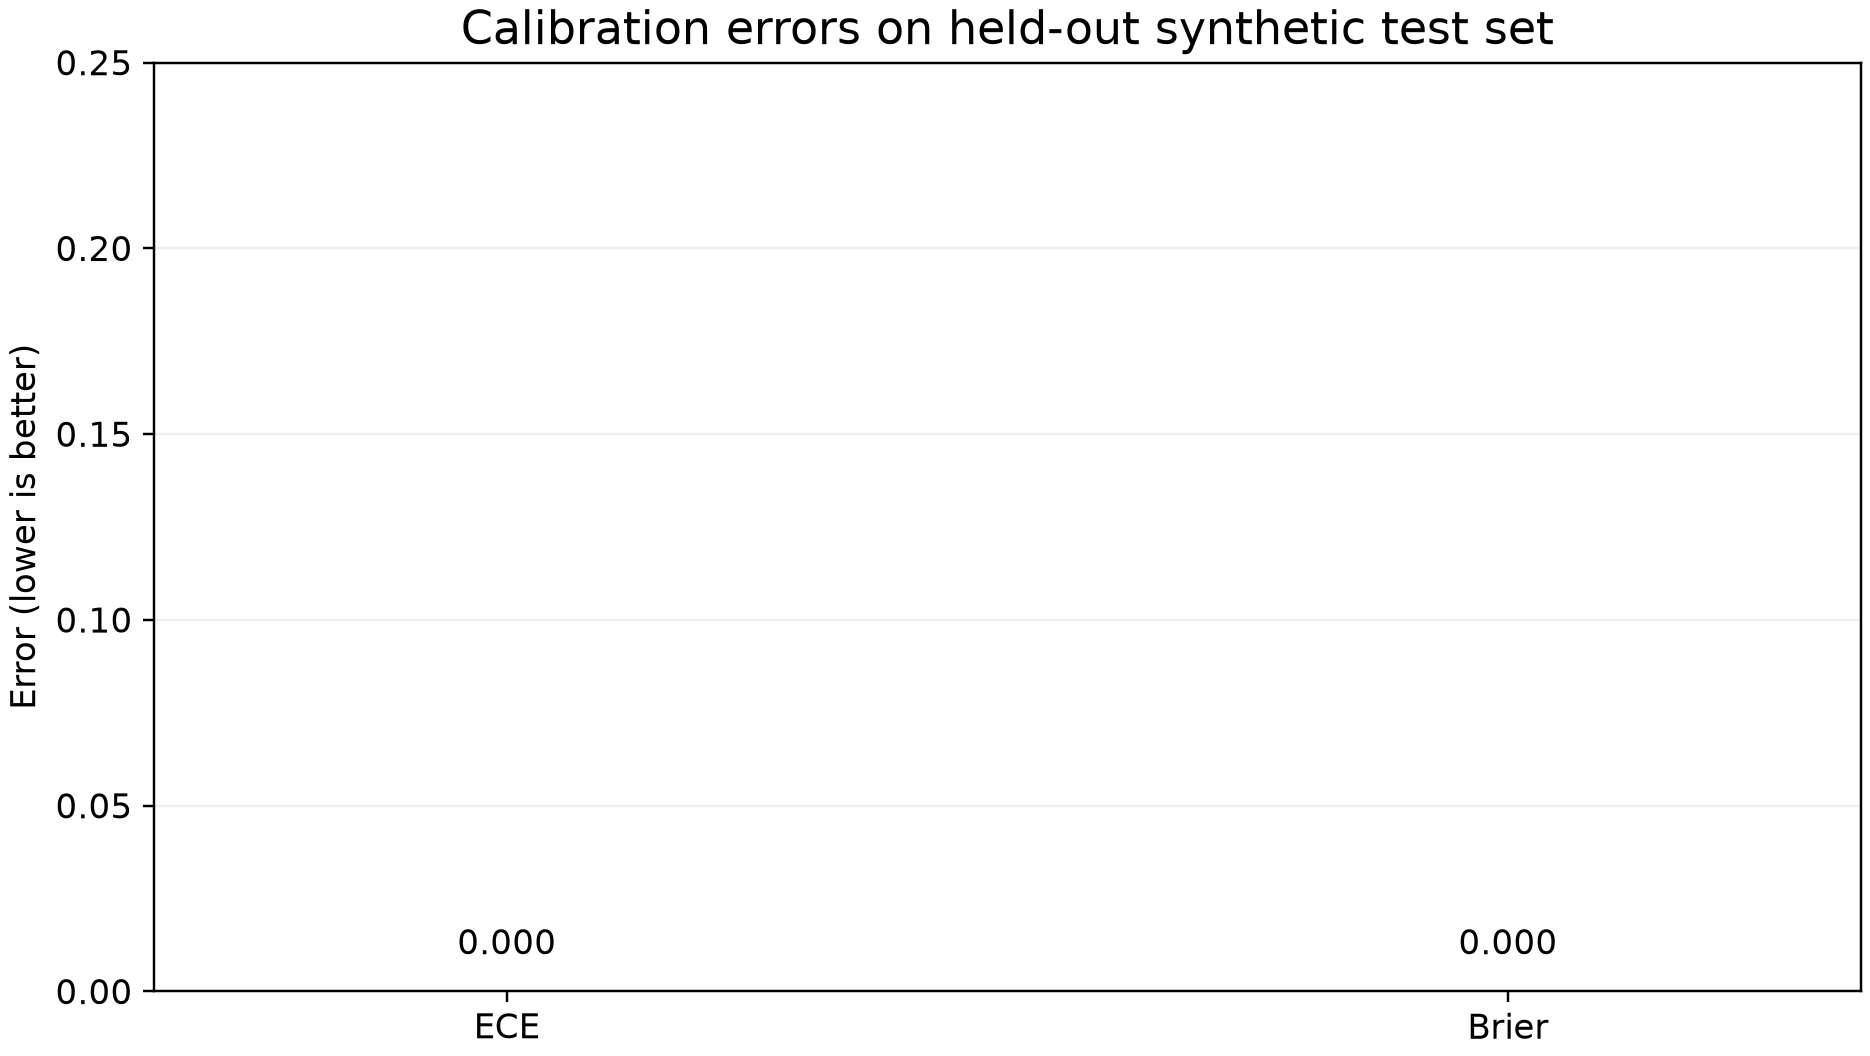 Calibration errors on held-out synthetic test set
Error (lower is better)
0.25
0.20
0.15
0.10
0.05
0.00
0.000
0.000
ECE
Brier